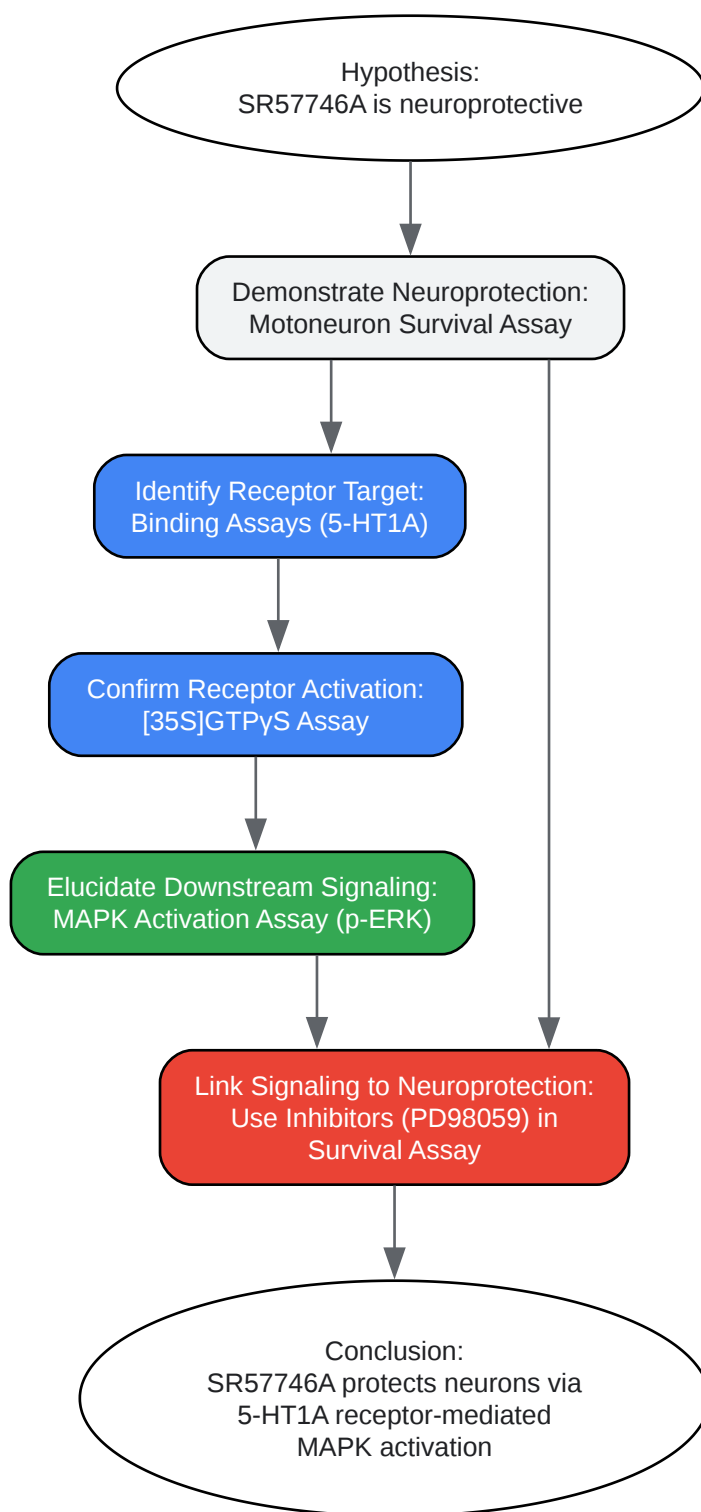 Hypothesis:
SR57746A is neuroprotective
Demonstrate Neuroprotection:
Motoneuron Survival Assay
Identify Receptor Target:
Binding Assays (5-HT1A)
Confirm Receptor Activation:
[35S]GTPγS Assay
Elucidate Downstream Signaling:
MAPK Activation Assay (p-ERK)
Link Signaling to Neuroprotection:
Use Inhibitors (PD98059) in
Survival Assay
Conclusion:
SR57746A protects neurons via
5-HT1A receptor-mediated
MAPK activation